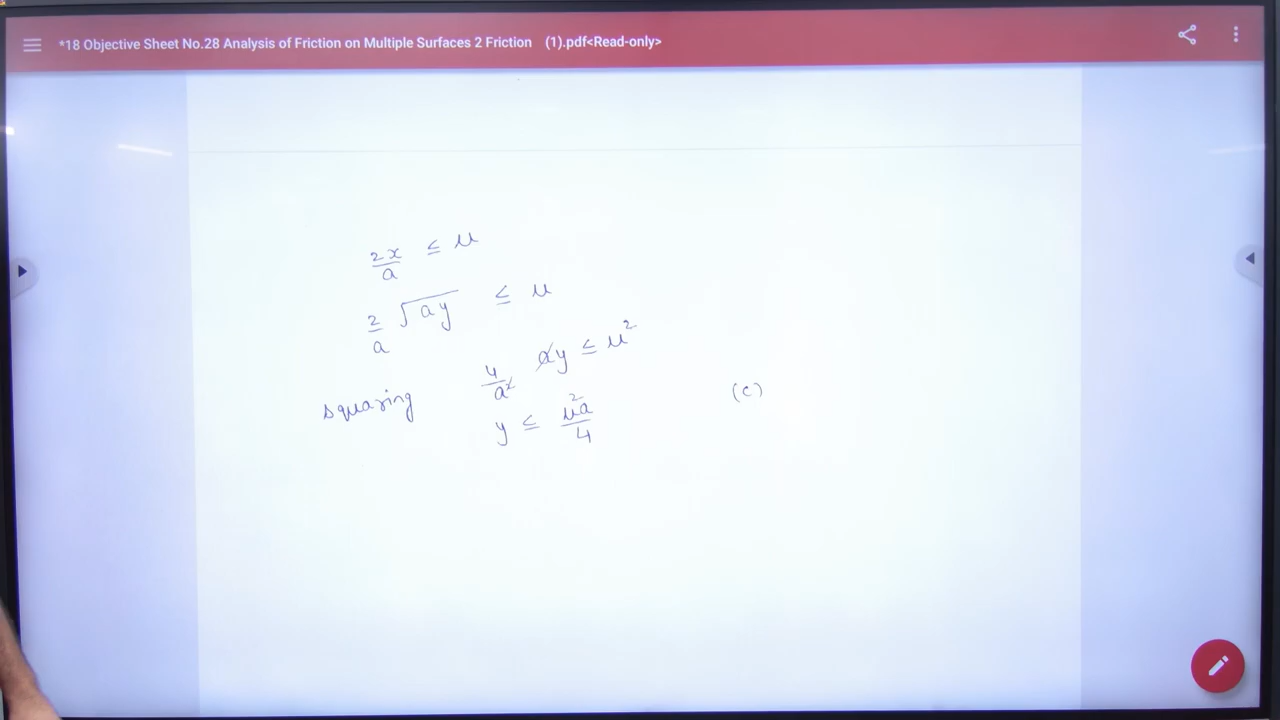 *18 Objective Sheet No.28 Analysis of Friction on Multiple Surfaces 2 Friction (1).pdf<Read-only>
2x/a ≤ μ
2/a √ay ≤ μ
squaring 4/a² ay ≤ μ²
y ≤ μ²a/4 (c)